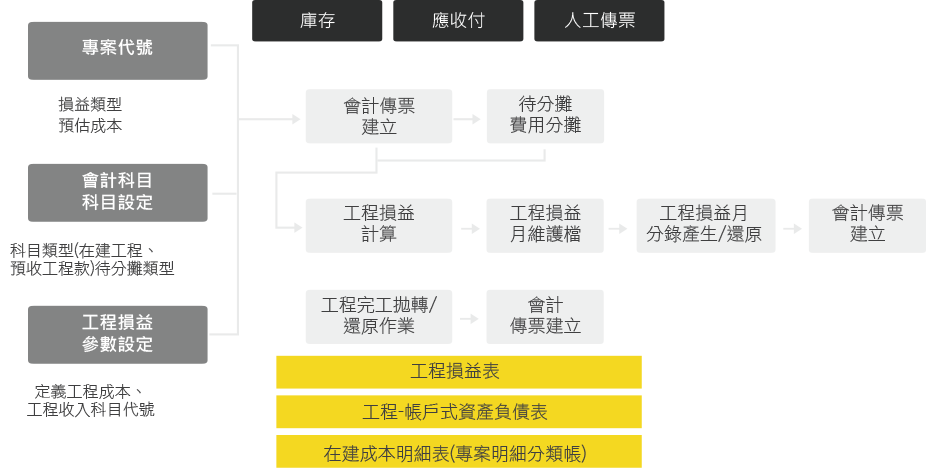 庫存
應收付
人工傳票
專案代號
損益類型
預估成本
會計科目
科目設定
科目類型(在建工程、
預收工程款)待分攤類型
工程損益
參數設定
定義工程成本、
工程收入科目代號
會計傳票
建立
待分攤
費用分攤
工程損益
計算
工程損益
月維護檔
工程損益月
分錄產生/還原
會計傳票
建立
工程完工拋轉/
還原作業
會計
傳票建立
工程損益表
工程-帳戶式資產負債表
在建成本明細表(專案明細分類帳)